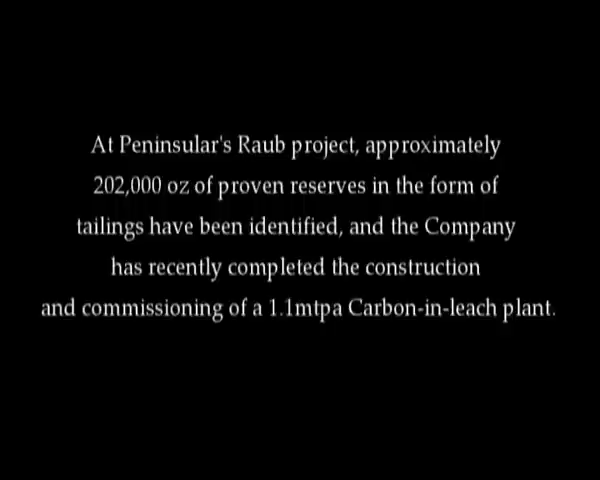 At Peninsular's Raub project, approximately
202,000 oz of proven reserves in the form of
tailings have been identified, and the Company
has recently completed the construction
and commissioning of a 1.1mtpa Carbon-in-leach plant.